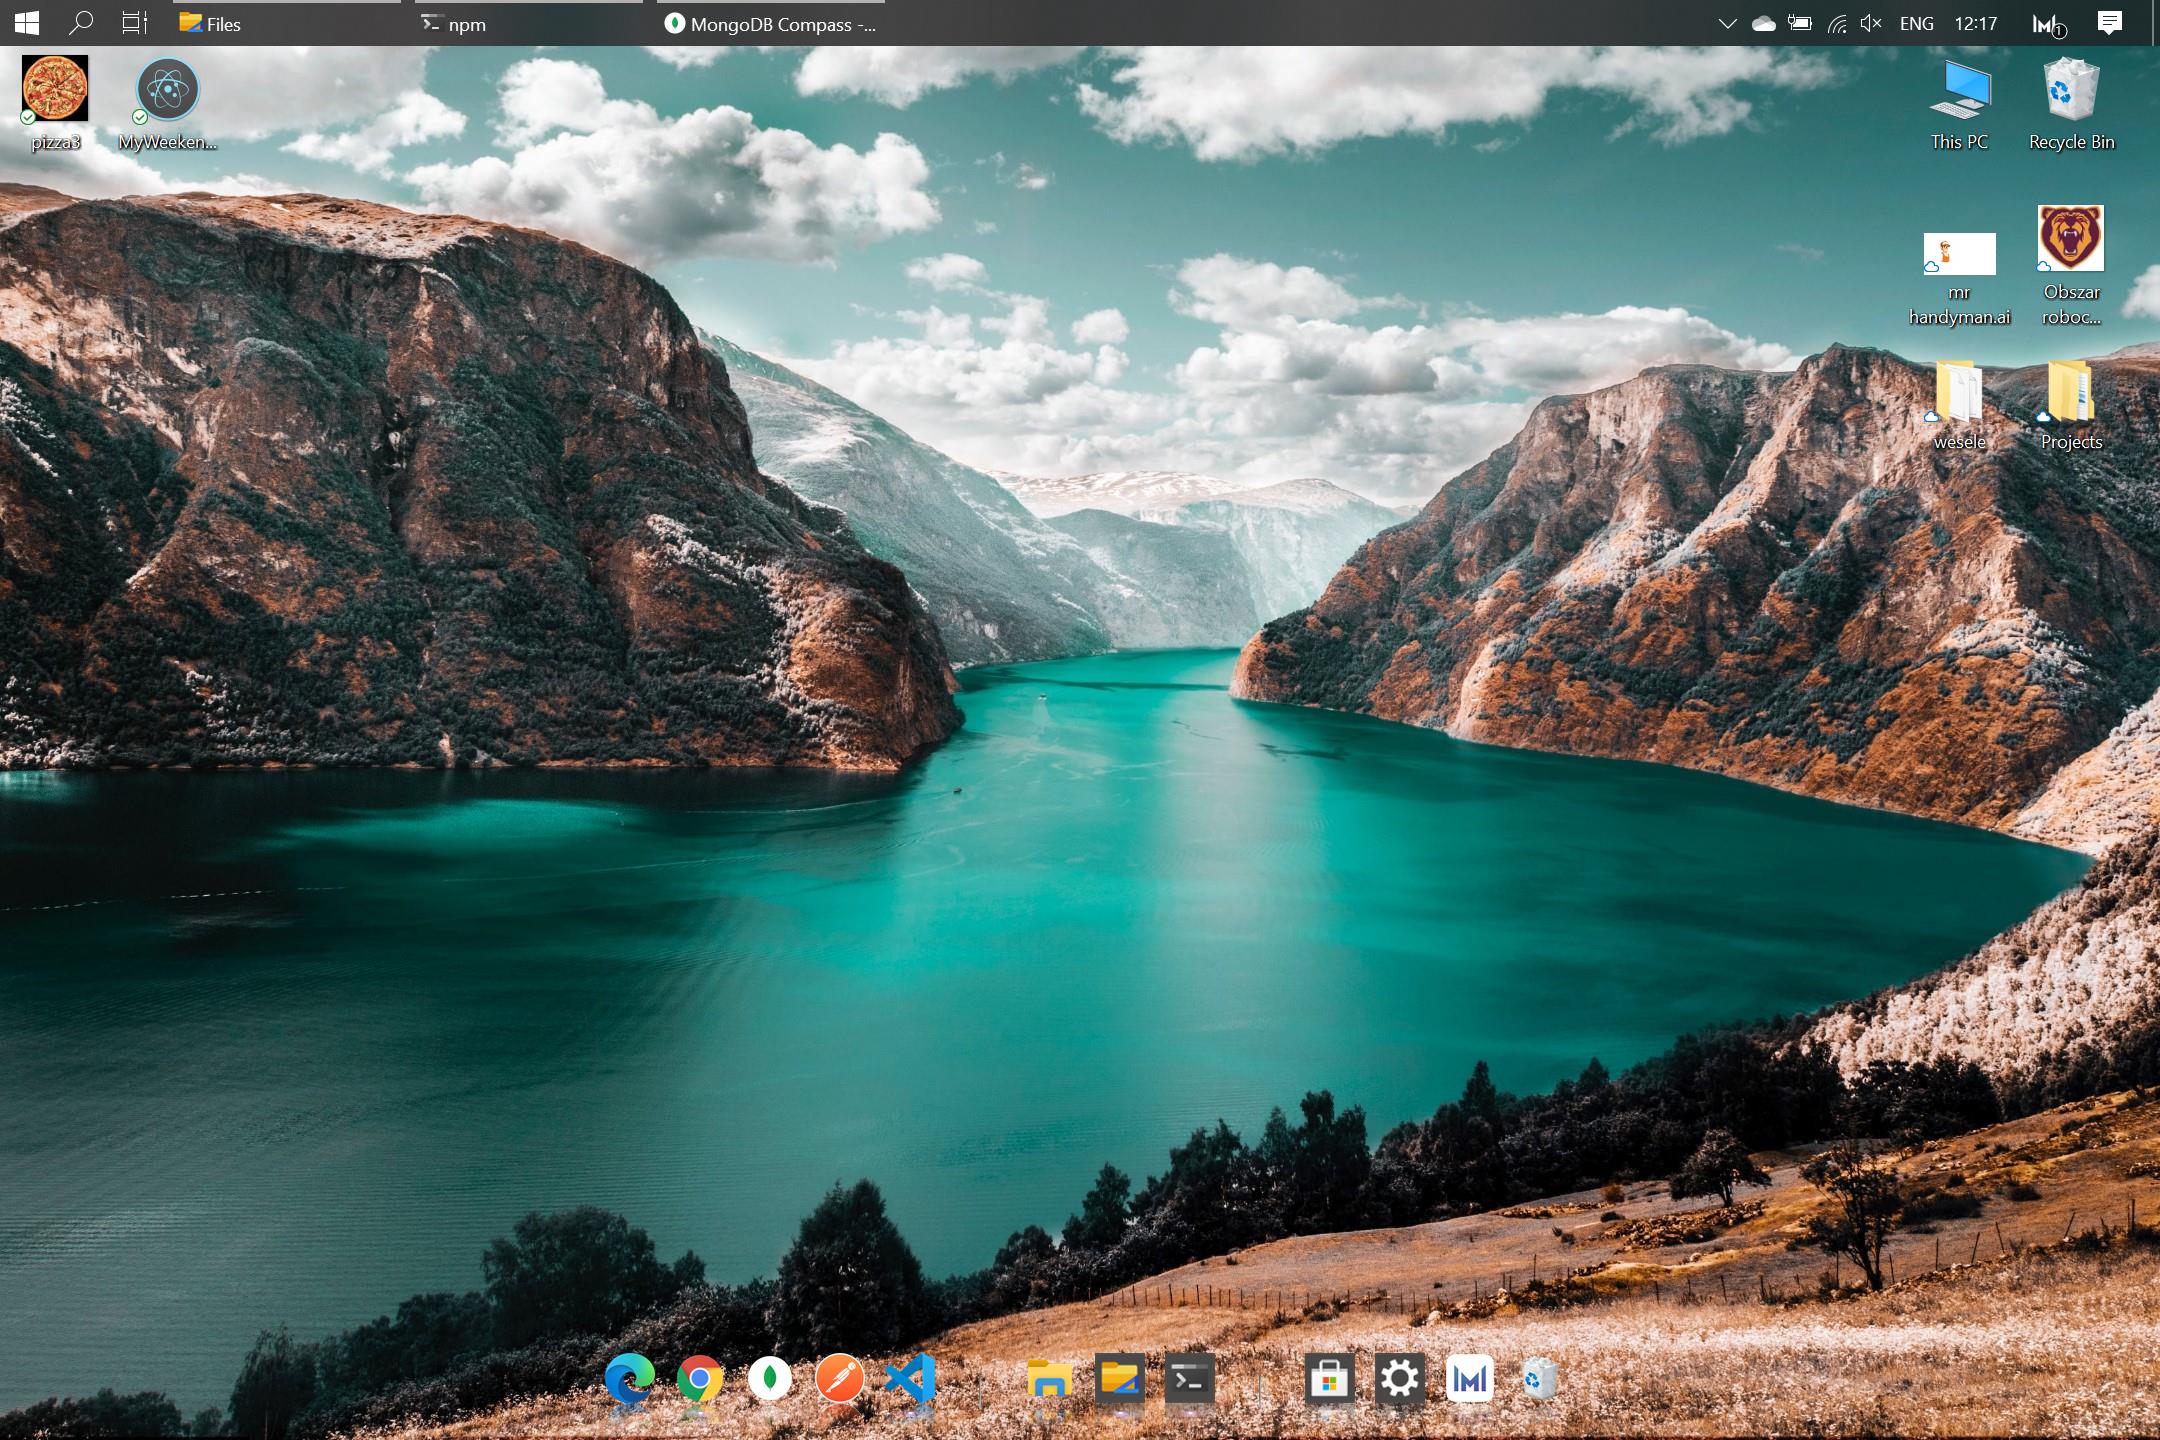 Files
npm
MongoDB Compass -...
ENG
12:17
1
pizza3
MyWeeken...
This PC
Recycle Bin
mr
handyman.ai
Obszar
roboc...
wesele
Projects